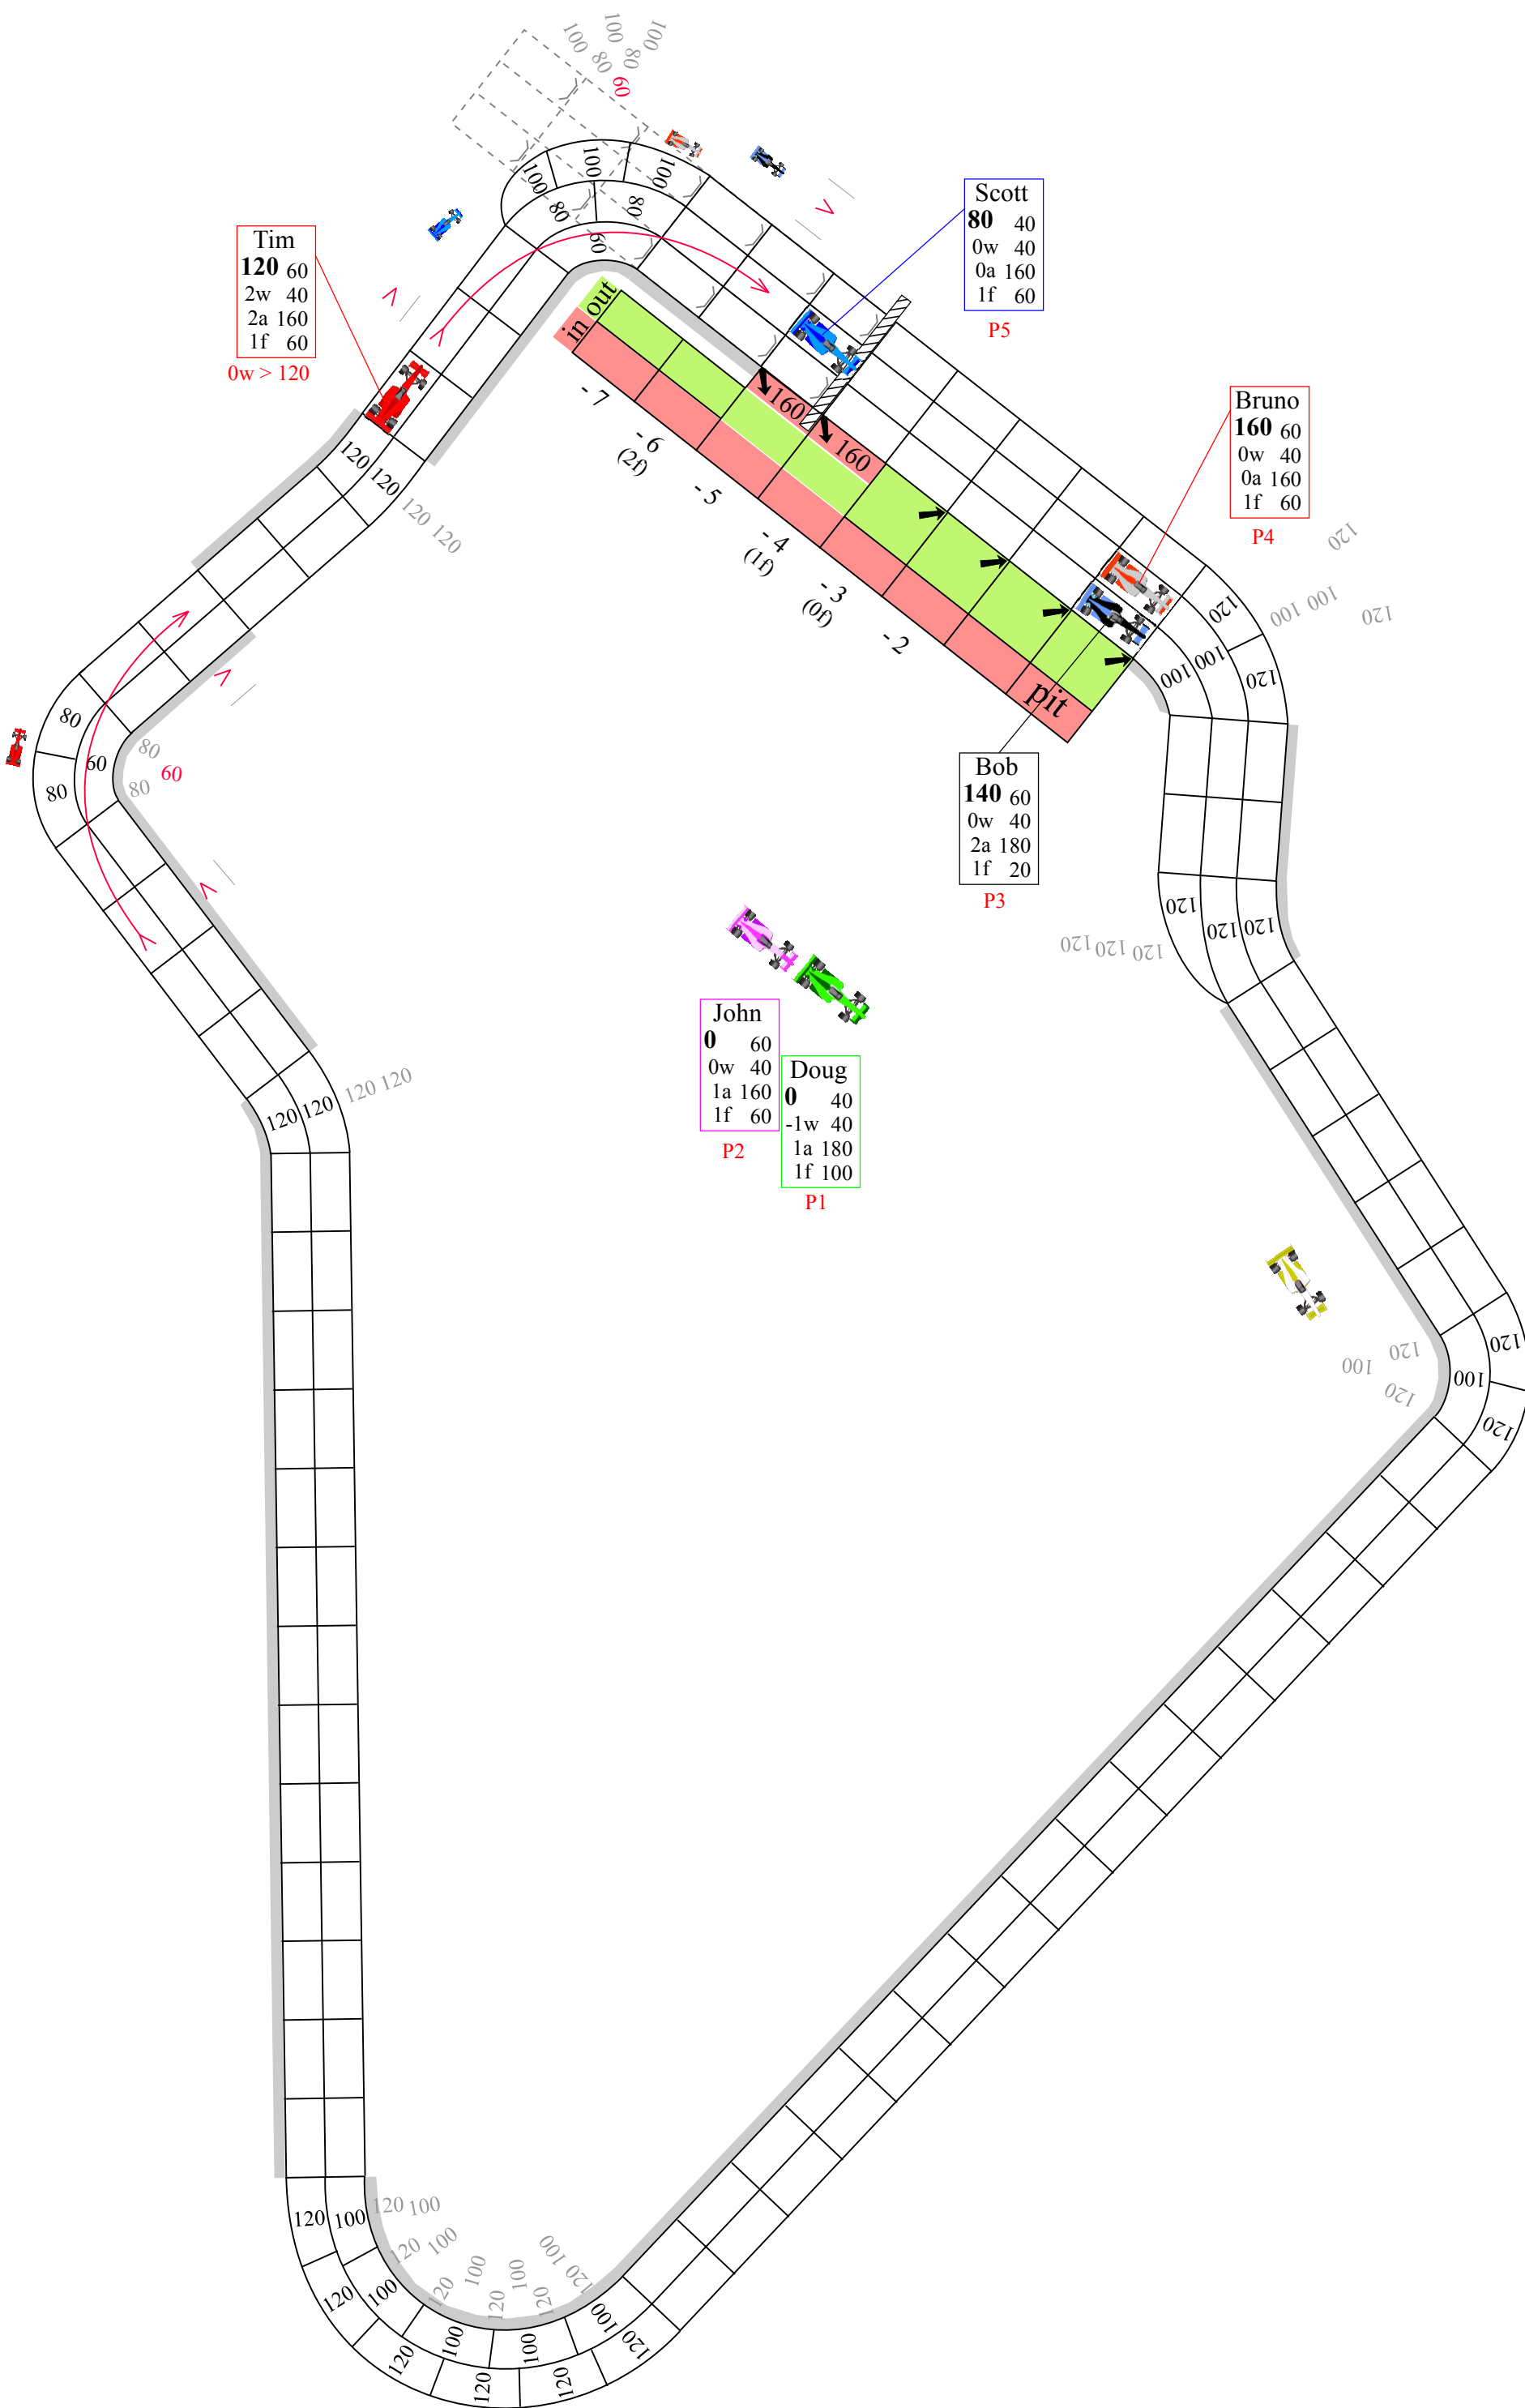 100
100
100
80
80
60
100
100
100
80
80
60
Scott
80 40
0w 40
0a 160
1f 60
P5
Tim
120 60
2w 40
2a 160
1f 60
0w > 120
in out
160
160
- 7
- 6
(2f)
- 5
- 4
(1f)
- 3
(0f)
- 2
pit
Bruno
160 60
0w 40
0a 160
1f 60
P4
120
120
120 120
120
100 100
120
120
100 100
120
Bob
140 60
0w 40
2a 180
1f 20
P3
80
60
80
80
60
80
120
120 120
120 120 120
John
0 60
0w 40
1a 160
1f 60
P2
Doug
0 40
-1w 40
1a 180
1f 100
P1
120 120
120 120
120
100
120
120
100
120
120 100
120 100
120 100
120 100
120 100
120 100
120 100
120 100
120 100
120 100
120